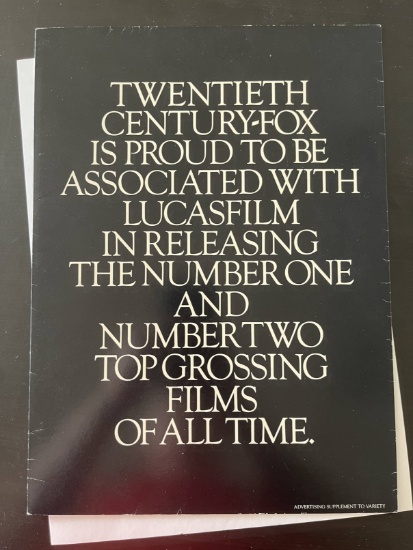 TWENTIETH
CENTURY-FOX
IS PROUD TO BE
ASSOCIATED WITH
LUCASFILM
IN RELEASING
THE NUMBER ONE
AND
NUMBER TWO
TOP GROSSING
FILMS
OF ALL TIME.
ADVERTISING SUPPLEMENT TO VARIETY